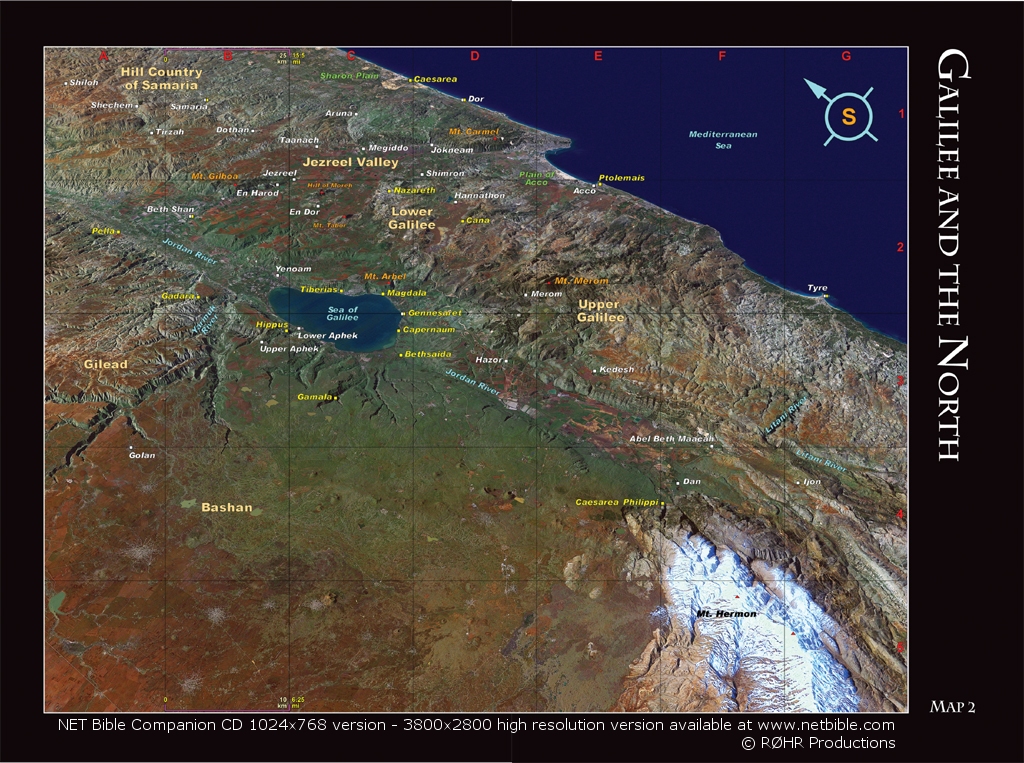 GALILEE AND THE NORTH
MAP 2
A
B
C
D
E
F
G
1
2
3
4
5
0
25 15.5
km mi
Hill Country
of Samaria
Shiloh
Shechem
Samaria
Tirzah
Dothan
Sharon Plain
Caesarea
Dor
Aruna
Taanach
Mt. Carmel
Megiddo
Jokneam
Jezreel Valley
Mediterranean
Sea
Mt. Gilboa
Jezreel
Shimron
Hill of Moreh
En Harod
Nazareth
Plain of
Acco
Acco
Ptolemais
Hannathon
Beth Shan
En Dor
Lower
Galilee
Cana
Mt. Tabor
Pella
Jordan River
Yenoam
Mt. Arbel
Mt. Merom
Tiberias
Magdala
Merom
Tyre
Gadara
Sea of
Galilee
Gennesaret
Upper
Galilee
Yarmuk
River
Hippus
Lower Aphek
Capernaum
Upper Aphek
Bethsaida
Gilead
Hazor
Kedesh
Jordan River
Gamala
Litani River
Abel Beth Maacah
Golan
Litani River
Dan
Ijon
Bashan
Caesarea Philippi
Mt. Hermon
0
10 6.25
km mi
S
NET Bible Companion CD 1024x768 version - 3800x2800 high resolution version available at www.netbible.com
© RØHR Productions